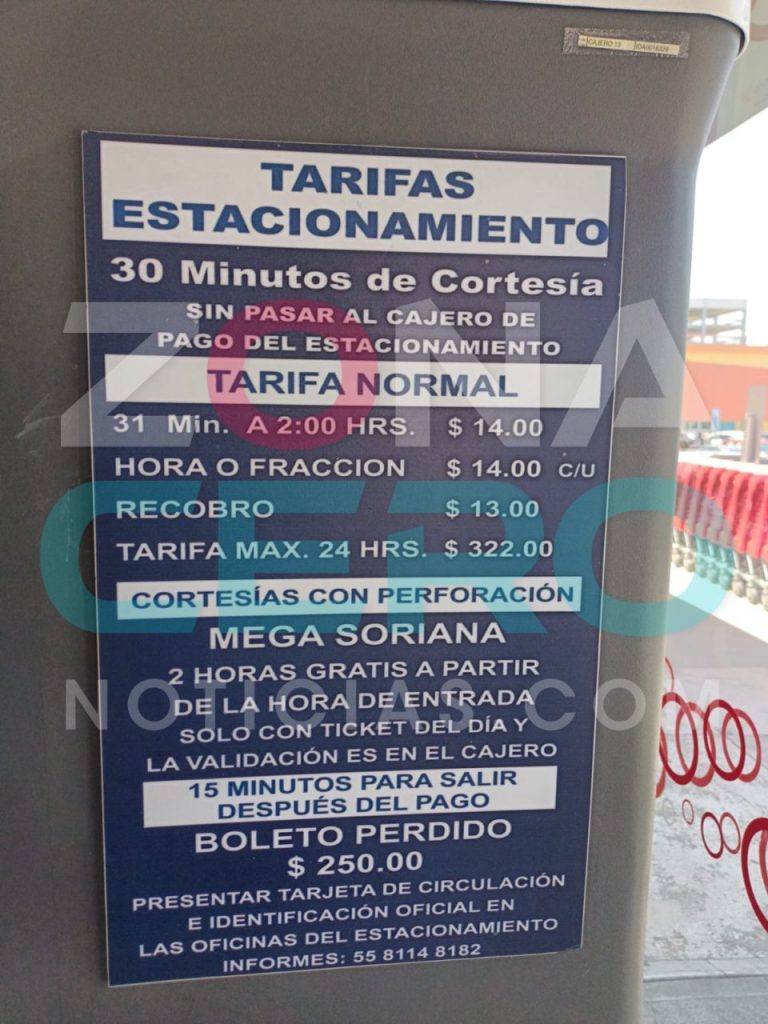 CAJERO 13 IDA0016329
TARIFAS
ESTACIONAMIENTO
30 Minutos de Cortesía
SIN PASAR AL CAJERO DE
PAGO DEL ESTACIONAMIENTO
TARIFA NORMAL
31 Min. A 2:00 HRS. $ 14.00
HORA O FRACCION $ 14.00 C/U
RECOBRO $ 13.00
TARIFA MAX. 24 HRS. $ 322.00
CORTESÍAS CON PERFORACIÓN
MEGA SORIANA
2 HORAS GRATIS A PARTIR
DE LA HORA DE ENTRADA
SOLO CON TICKET DEL DÍA Y
LA VALIDACIÓN ES EN EL CAJERO
15 MINUTOS PARA SALIR
DESPUÉS DEL PAGO
BOLETO PERDIDO
$ 250.00
PRESENTAR TARJETA DE CIRCULACIÓN
E IDENTIFICACIÓN OFICIAL EN
LAS OFICINAS DEL ESTACIONAMIENTO
INFORMES: 55 8114 8182
ZONA
CERO
NOTICIAS.COM